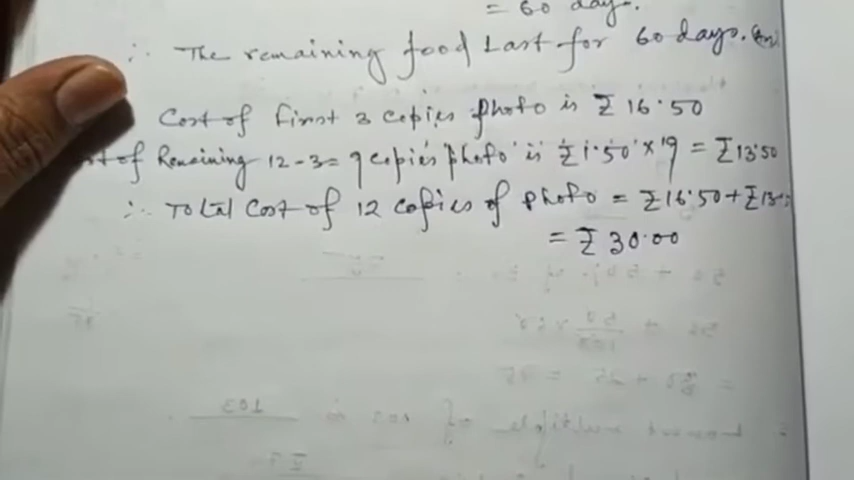 = 60 days.
∴ The remaining food Last for 60 days.
Cost of first 3 copies photo is ₹ 16.50
of Remaining 12-3 = 9 copies photo is ₹ 1.50 × 9 = ₹13.50
∴ Total Cost of 12 copies of photo = ₹16.50 + ₹13.
= ₹ 30.00